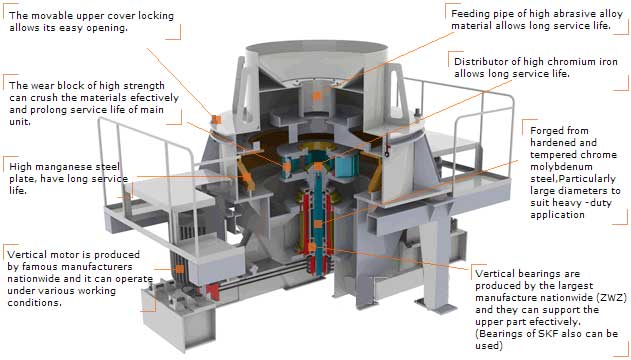 The movable upper cover locking
allows its easy opening.
Feeding pipe of high abrasive alloy
material allows long service life.
Distributor of high chromium iron
allows long service life.
The wear block of high strength
can crush the materials efectively
and prolong service life of main
unit.
Forged from
hardened and
tempered chrome
molybdenum
steel,Particularly
large diameters to
suit heavy -duty
application
High manganese steel
plate, have long service
life.
Vertical motor is produced
by famous manufacturers
nationwide and it can operate
under various working
conditions.
Vertical bearings are
produced by the largest
manufacture nationwide (ZWZ)
and they can support the
upper part efectively.
(Bearings of SKF also can be
used)